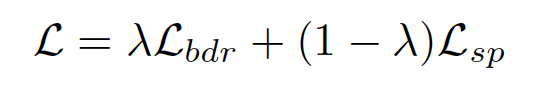 ℒ = λℒ_{bdr} + (1 − λ)ℒ_{sp}